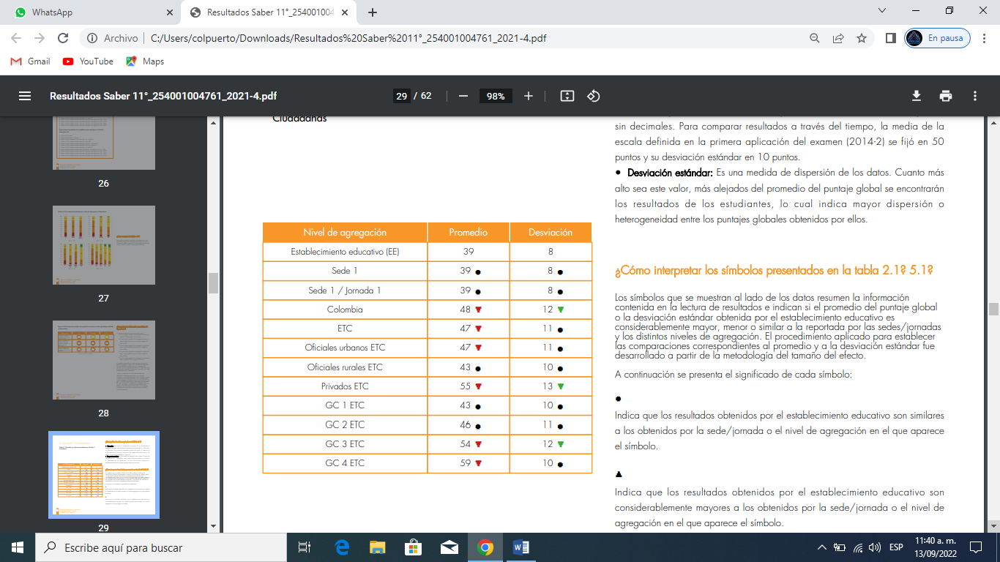 WhatsApp
Resultados Saber 11°_254001004
Archivo
C:/Users/colpuerto/Downloads/Resultados%20Saber%2011°_254001004761_2021-4.pdf
En pausa
Gmail
YouTube
Maps
Resultados Saber 11°_254001004761_2021-4.pdf
29 / 62
98%
26
27
28
29
Ciudadanas
Nivel de agregación Promedio Desviación
Establecimiento educativo (EE) 39 8
Sede 1 39 ● 8 ●
Sede 1 / Jornada 1 39 ● 8 ●
Colombia 48 ▼ 12 ▼
ETC 47 ▼ 11 ●
Oficiales urbanos ETC 47 ▼ 11 ●
Oficiales rurales ETC 43 ● 10 ●
Privados ETC 55 ▼ 13 ▼
GC 1 ETC 43 ● 10 ●
GC 2 ETC 46 ● 11 ●
GC 3 ETC 54 ▼ 12 ▼
GC 4 ETC 59 ▼ 10 ●
sin decimales. Para comparar resultados a través del tiempo, la media de la
escala definida en la primera aplicación del examen (2014-2) se fijó en 50
puntos y su desviación estándar en 10 puntos.
● Desviación estándar: Es una medida de dispersión de los datos. Cuanto más
alto sea este valor, más alejados del promedio del puntaje global se encontrarán
los resultados de los estudiantes, lo cual indica mayor dispersión o
heterogeneidad entre los puntajes globales obtenidos por ellos.
¿Cómo interpretar los símbolos presentados en la tabla 2.1? 5.1?
Los símbolos que se muestran al lado de los datos resumen la información
contenida en la lectura de resultados e indican si el promedio del puntaje global
o la desviación estándar obtenida por el establecimiento educativo es
considerablemente mayor, menor o similar a la reportada por las sedes/jornadas
y los distintos niveles de agregación. El procedimiento aplicado para establecer
las comparaciones correspondientes al promedio y a la desviación estándar fue
desarrollado a partir de la metodología del tamaño del efecto.
A continuación se presenta el significado de cada símbolo:
●
Indica que los resultados obtenidos por el establecimiento educativo son similares
a los obtenidos por la sede/jornada o el nivel de agregación en el que aparece
el símbolo.
▲
Indica que los resultados obtenidos por el establecimiento educativo son
considerablemente mayores a los obtenidos por la sede/jornada o el nivel de
agregación en el que aparece el símbolo.
Escribe aquí para buscar
ESP
11:40 a. m.
13/09/2022